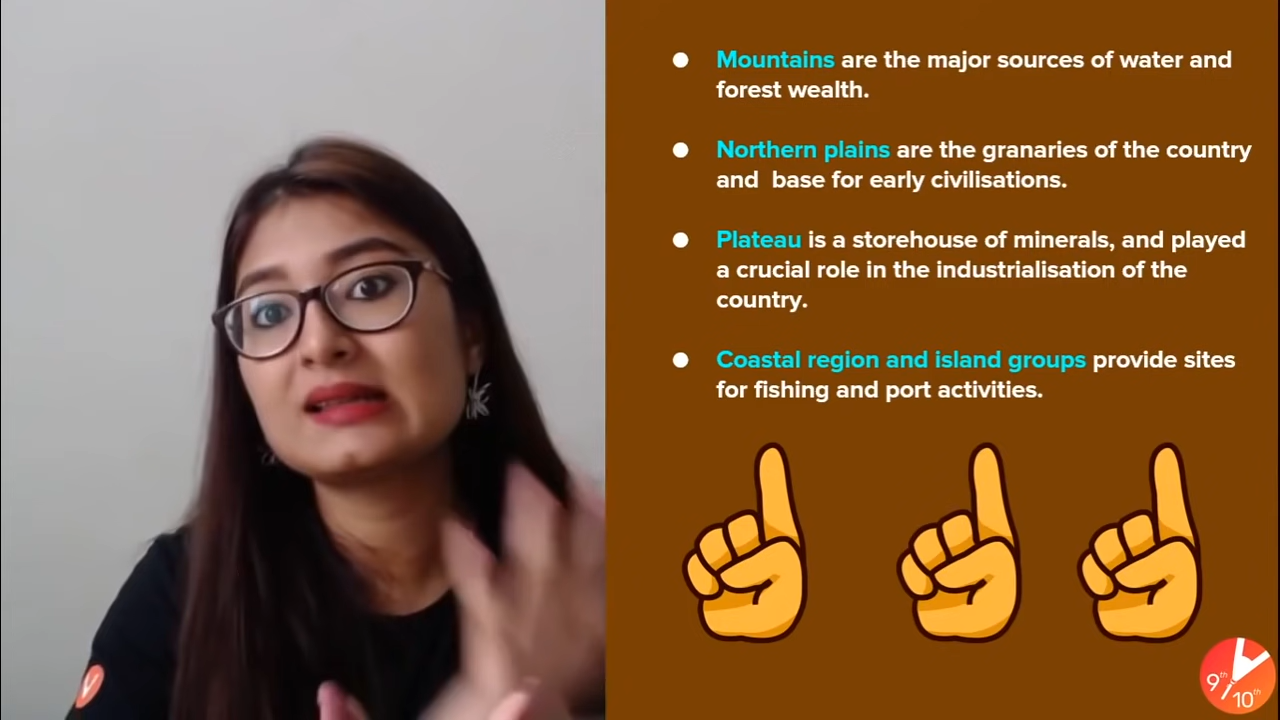 Mountains are the major sources of water and
forest wealth.
Northern plains are the granaries of the country
and base for early civilisations.
Plateau is a storehouse of minerals, and played
a crucial role in the industrialisation of the
country.
Coastal region and island groups provide sites
for fishing and port activities.
9th
10th